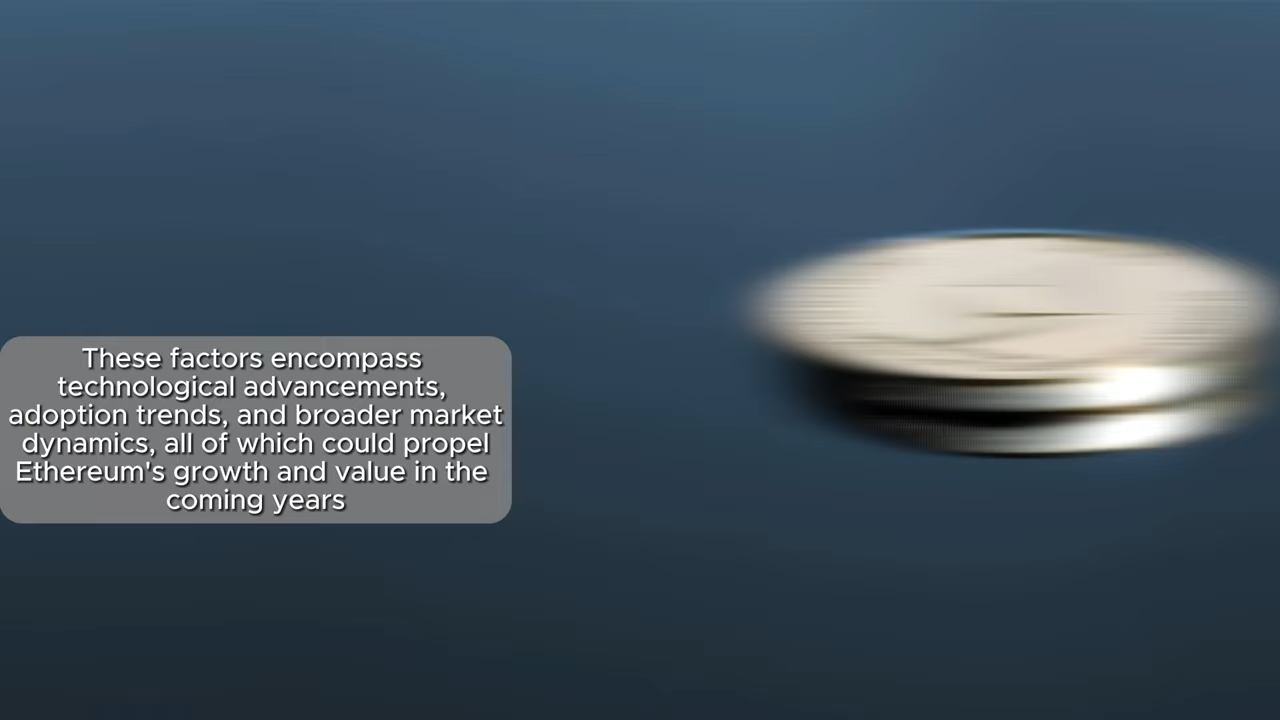 These factors encompass
technological advancements,
adoption trends, and broader market
dynamics, all of which could propel
Ethereum's growth and value in the
coming years